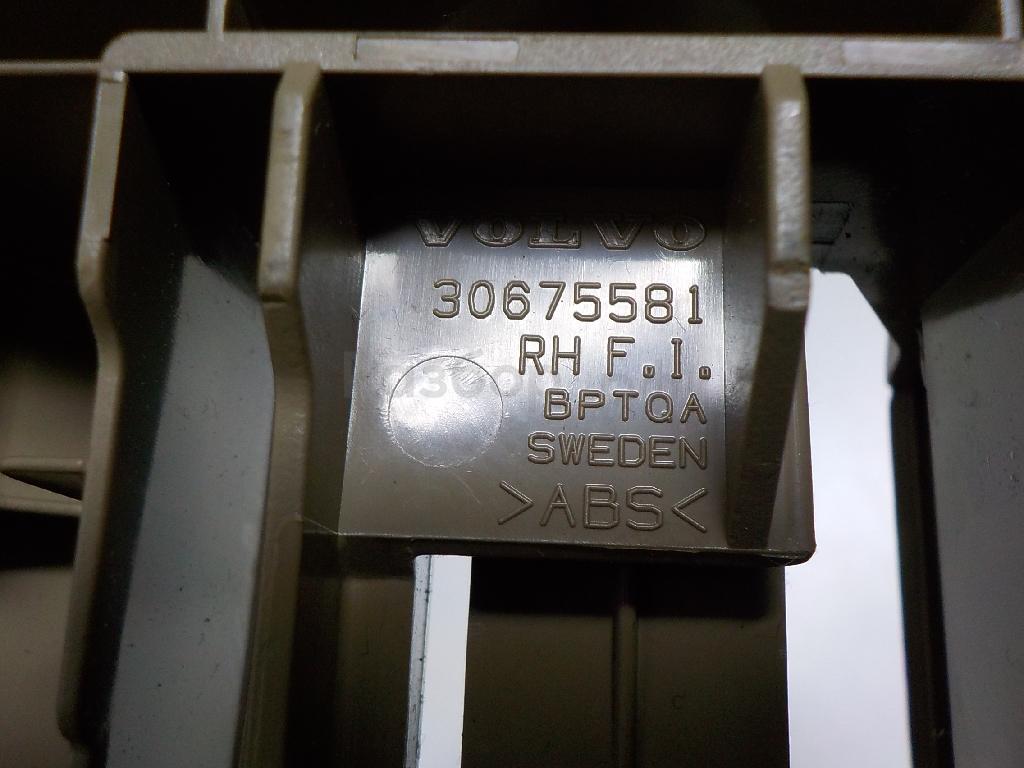 VOLVO
30675581
RH F.I.
BPTQA
SWEDEN
>ABS<